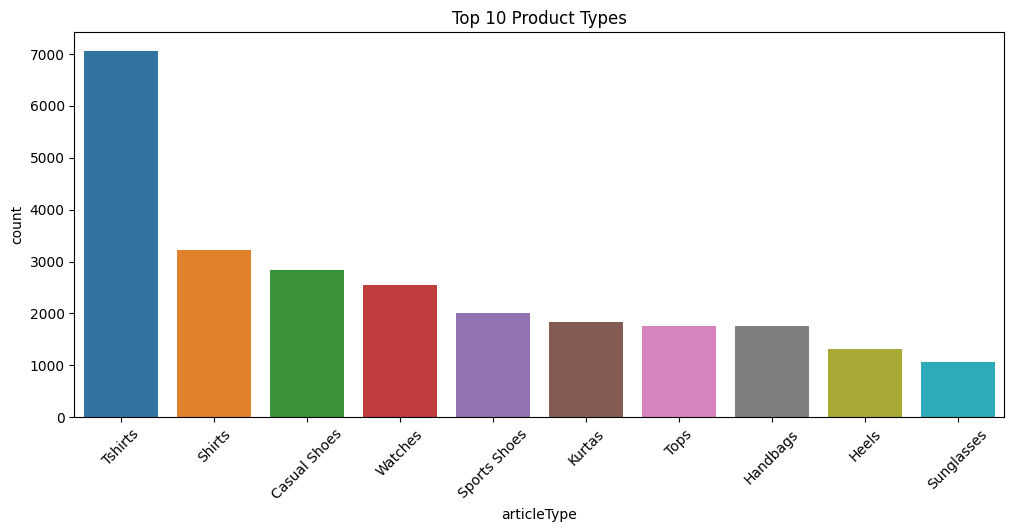 Top 10 Product Types
count
7000
6000
5000
4000
3000
2000
1000
0
Tshirts
Shirts
Casual Shoes
Watches
Sports Shoes
Kurtas
Tops
Handbags
Heels
Sunglasses
articleType